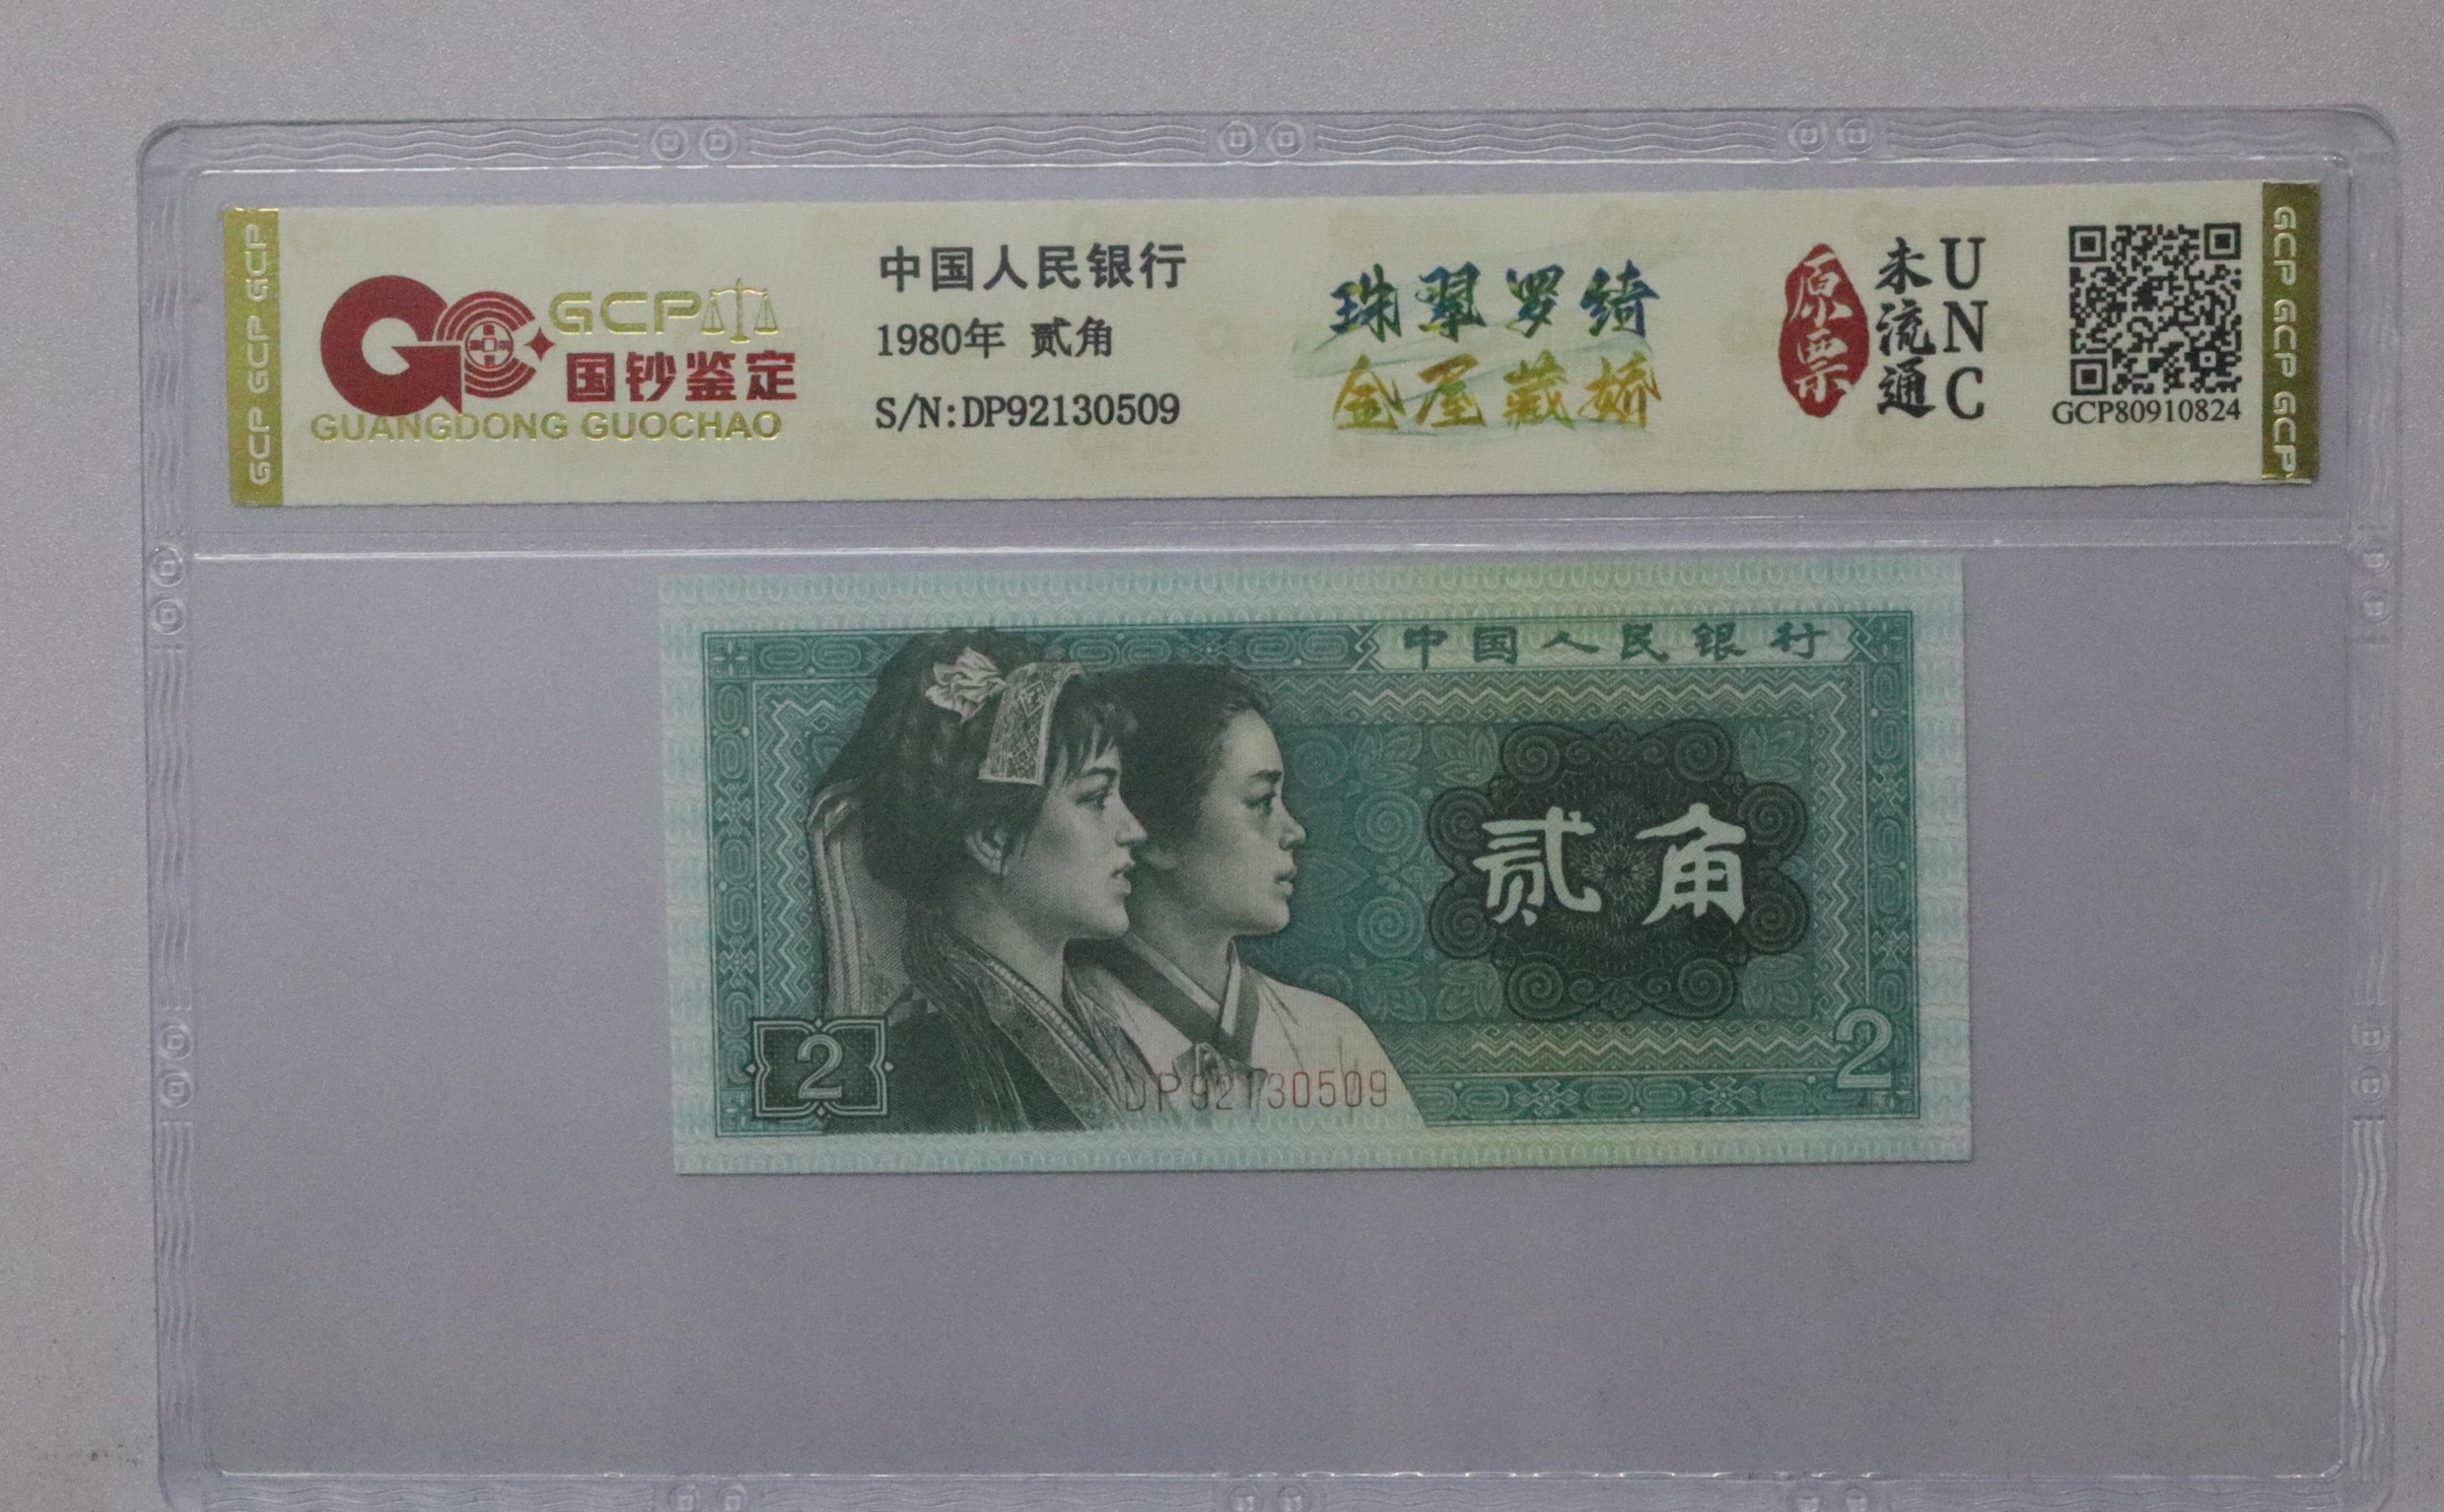 GCP GCP GCP
GCP
国钞鉴定
GUANGDONG GUOCHAO
中国人民银行
1980年 贰角
S/N:DP92130509
珠翠罗绮
金屋藏娇
原票
未流通
UNC
GCP80910824
GCP GCP GCP
中国人民银行
贰角
2
2
DP92130509